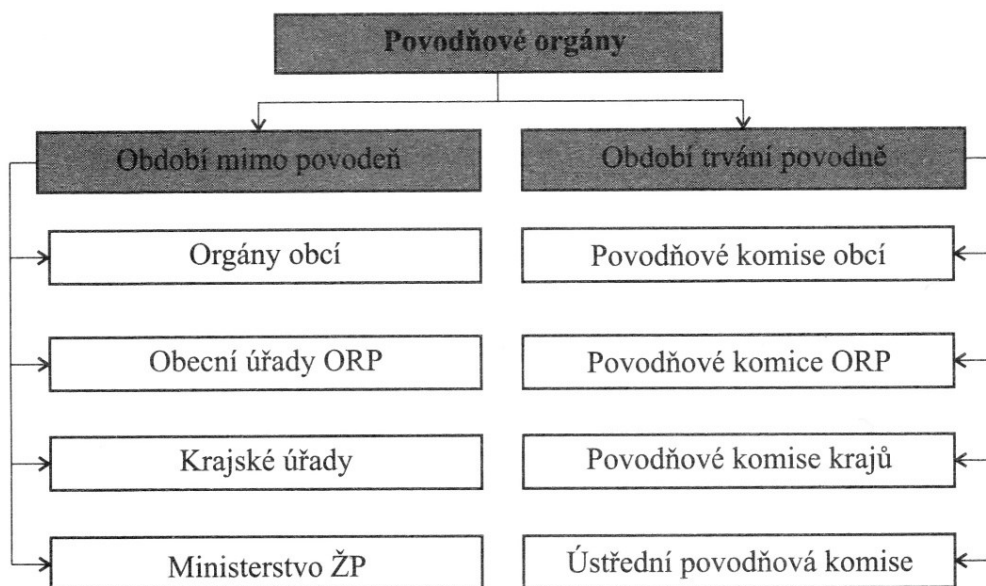 Povodňové orgány
Období mimo povodeň
Období trvání povodně
Orgány obcí
Povodňové komise obcí
Obecní úřady ORP
Povodňové komice ORP
Krajské úřady
Povodňové komise krajů
Ministerstvo ŽP
Ústřední povodňová komise